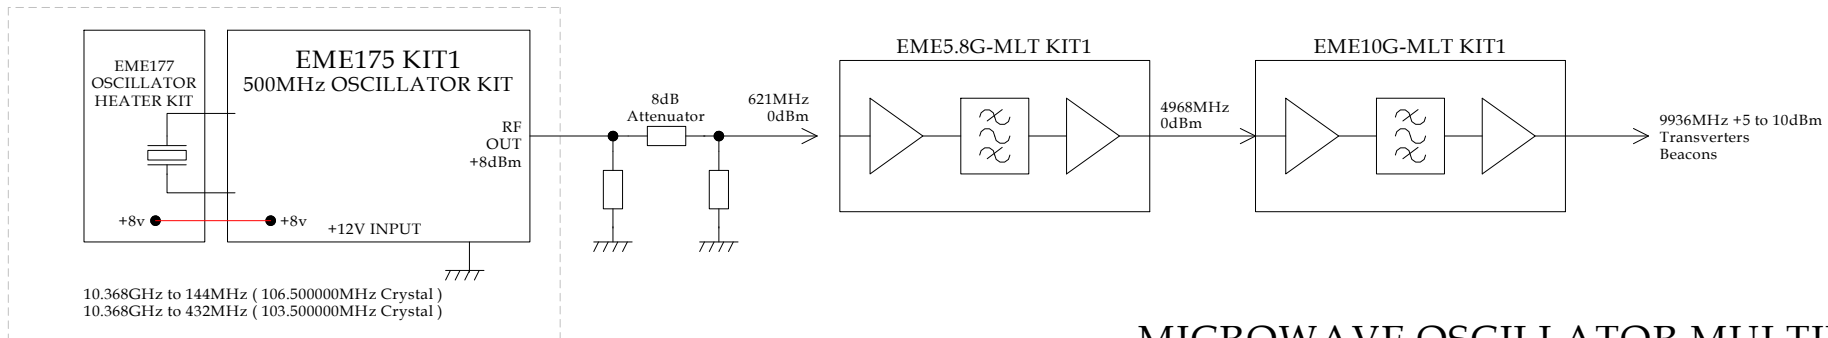 EME177
OSCILLATOR
HEATER KIT
EME175 KIT1
500MHz OSCILLATOR KIT
RF
OUT
+8dBm
+8v
+8v
+12V INPUT
10.368GHz to 144MHz ( 106.500000MHz Crystal )
10.368GHz to 432MHz ( 103.500000MHz Crystal )
8dB
Attenuator
621MHz
0dBm
EME5.8G-MLT KIT1
4968MHz
0dBm
EME10G-MLT KIT1
9936MHz +5 to 10dBm
Transverters
Beacons
MICROWAVE OSCILLATOR